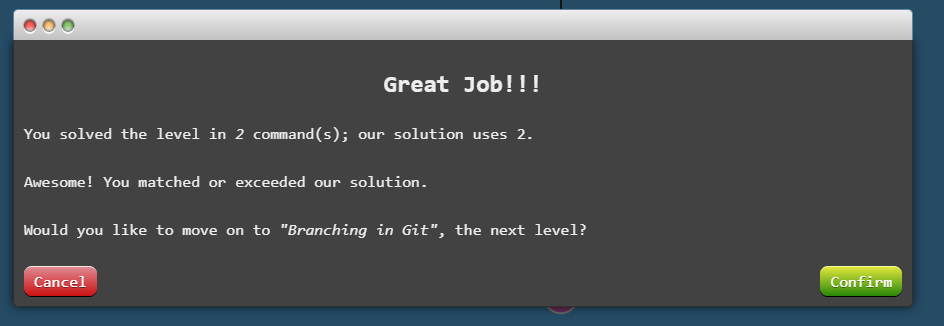 Great Job!!!
You solved the level in 2 command(s); our solution uses 2.
Awesome! You matched or exceeded our solution.
Would you like to move on to "Branching in Git", the next level?
Cancel
Confirm